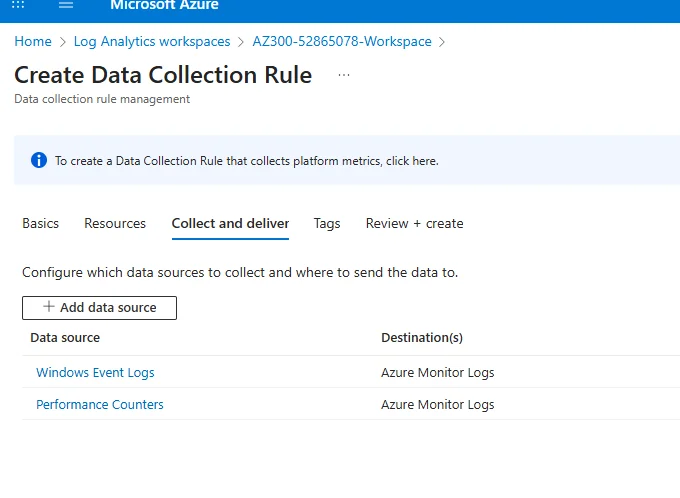 Microsoft Azure
Home > Log Analytics workspaces > AZ300-52865078-Workspace >
Create Data Collection Rule ...
Data collection rule management
To create a Data Collection Rule that collects platform metrics, click here.
Basics Resources Collect and deliver Tags Review + create
Configure which data sources to collect and where to send the data to.
+ Add data source
Data source Destination(s)
Windows Event Logs Azure Monitor Logs
Performance Counters Azure Monitor Logs